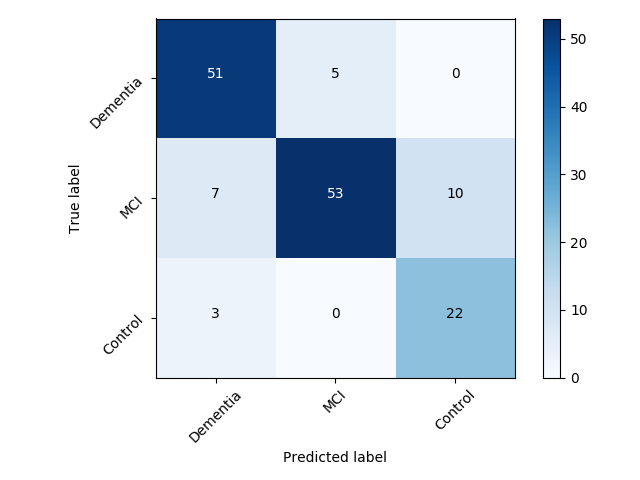 Dementia 51 5 0
MCI 7 53 10
Control 3 0 22
True label
Dementia MCI Control
Predicted label
50
40
30
20
10
0